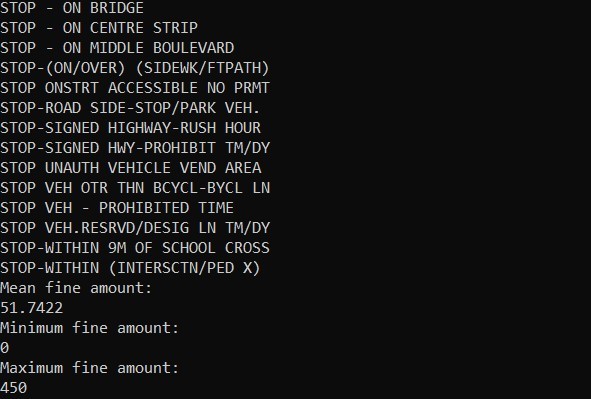 STOP - ON BRIDGE
STOP - ON CENTRE STRIP
STOP - ON MIDDLE BOULEVARD
STOP-(ON/OVER) (SIDEWK/FTPATH)
STOP ONSTRT ACCESSIBLE NO PRMT
STOP-ROAD SIDE-STOP/PARK VEH.
STOP-SIGNED HIGHWAY-RUSH HOUR
STOP-SIGNED HWY-PROHIBIT TM/DY
STOP UNAUTH VEHICLE VEND AREA
STOP VEH OTR THN BCYCL-BYCL LN
STOP VEH - PROHIBITED TIME
STOP VEH.RESRVD/DESIG LN TM/DY
STOP-WITHIN 9M OF SCHOOL CROSS
STOP-WITHIN (INTERSCTN/PED X)
Mean fine amount:
51.7422
Minimum fine amount:
0
Maximum fine amount:
450